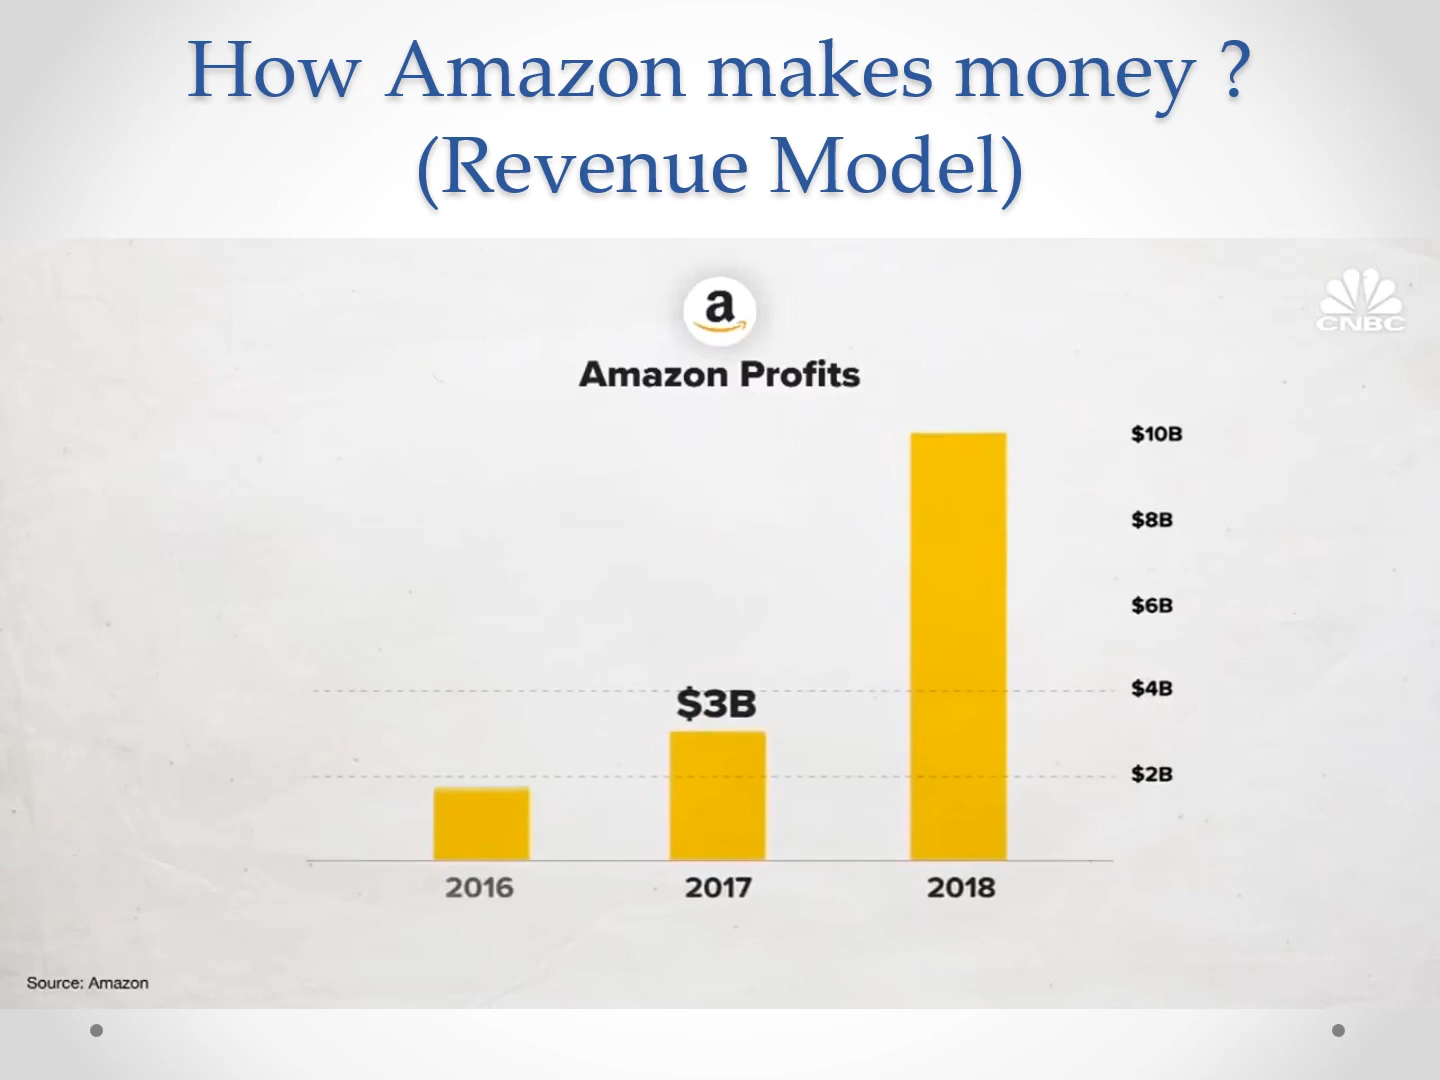 How Amazon makes money ?
(Revenue Model)
a
CNBC
Amazon Profits
$10B
$8B
$6B
$4B
$3B
$2B
2016 2017 2018
Source: Amazon